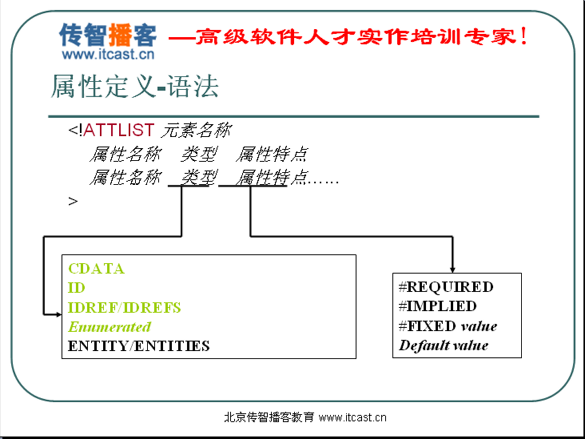 传智播客 —高级软件人才实作培训专家!
www.itcast.cn
属性定义-语法
<!ATTLIST 元素名称
属性名称 类型 属性特点
属性名称 类型 属性特点……
>
CDATA
ID
IDREF/IDREFS
Enumerated
ENTITY/ENTITIES
#REQUIRED
#IMPLIED
#FIXED value
Default value
北京传智播客教育 www.itcast.cn